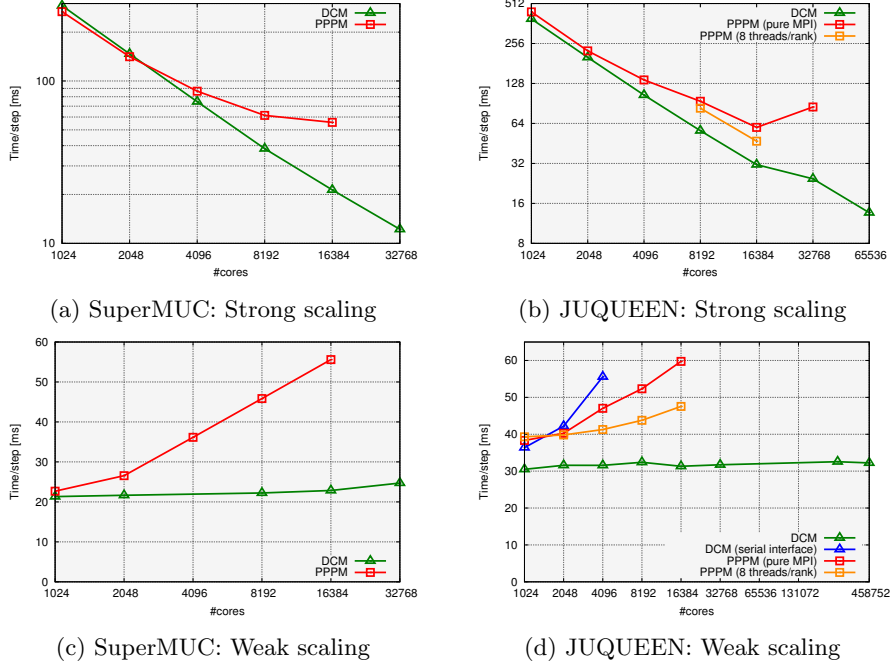 DCM
PPPM
100
10
Time/step [ms]
1024
2048
4096
8192
16384
32768
#cores
(a) SuperMUC: Strong scaling
DCM
PPPM (pure MPI)
PPPM (8 threads/rank)
512
256
128
64
32
16
8
Time/step [ms]
1024
2048
4096
8192
16384
32768
65536
#cores
(b) JUQUEEN: Strong scaling
60
50
40
30
20
10
0
Time/step [ms]
DCM
PPPM
1024
2048
4096
8192
16384
32768
#cores
(c) SuperMUC: Weak scaling
60
50
40
30
20
10
0
Time/step [ms]
DCM
DCM (serial interface)
PPPM (pure MPI)
PPPM (8 threads/rank)
1024
2048
4096
8192
16384
32768
65536
131072
458752
#cores
(d) JUQUEEN: Weak scaling